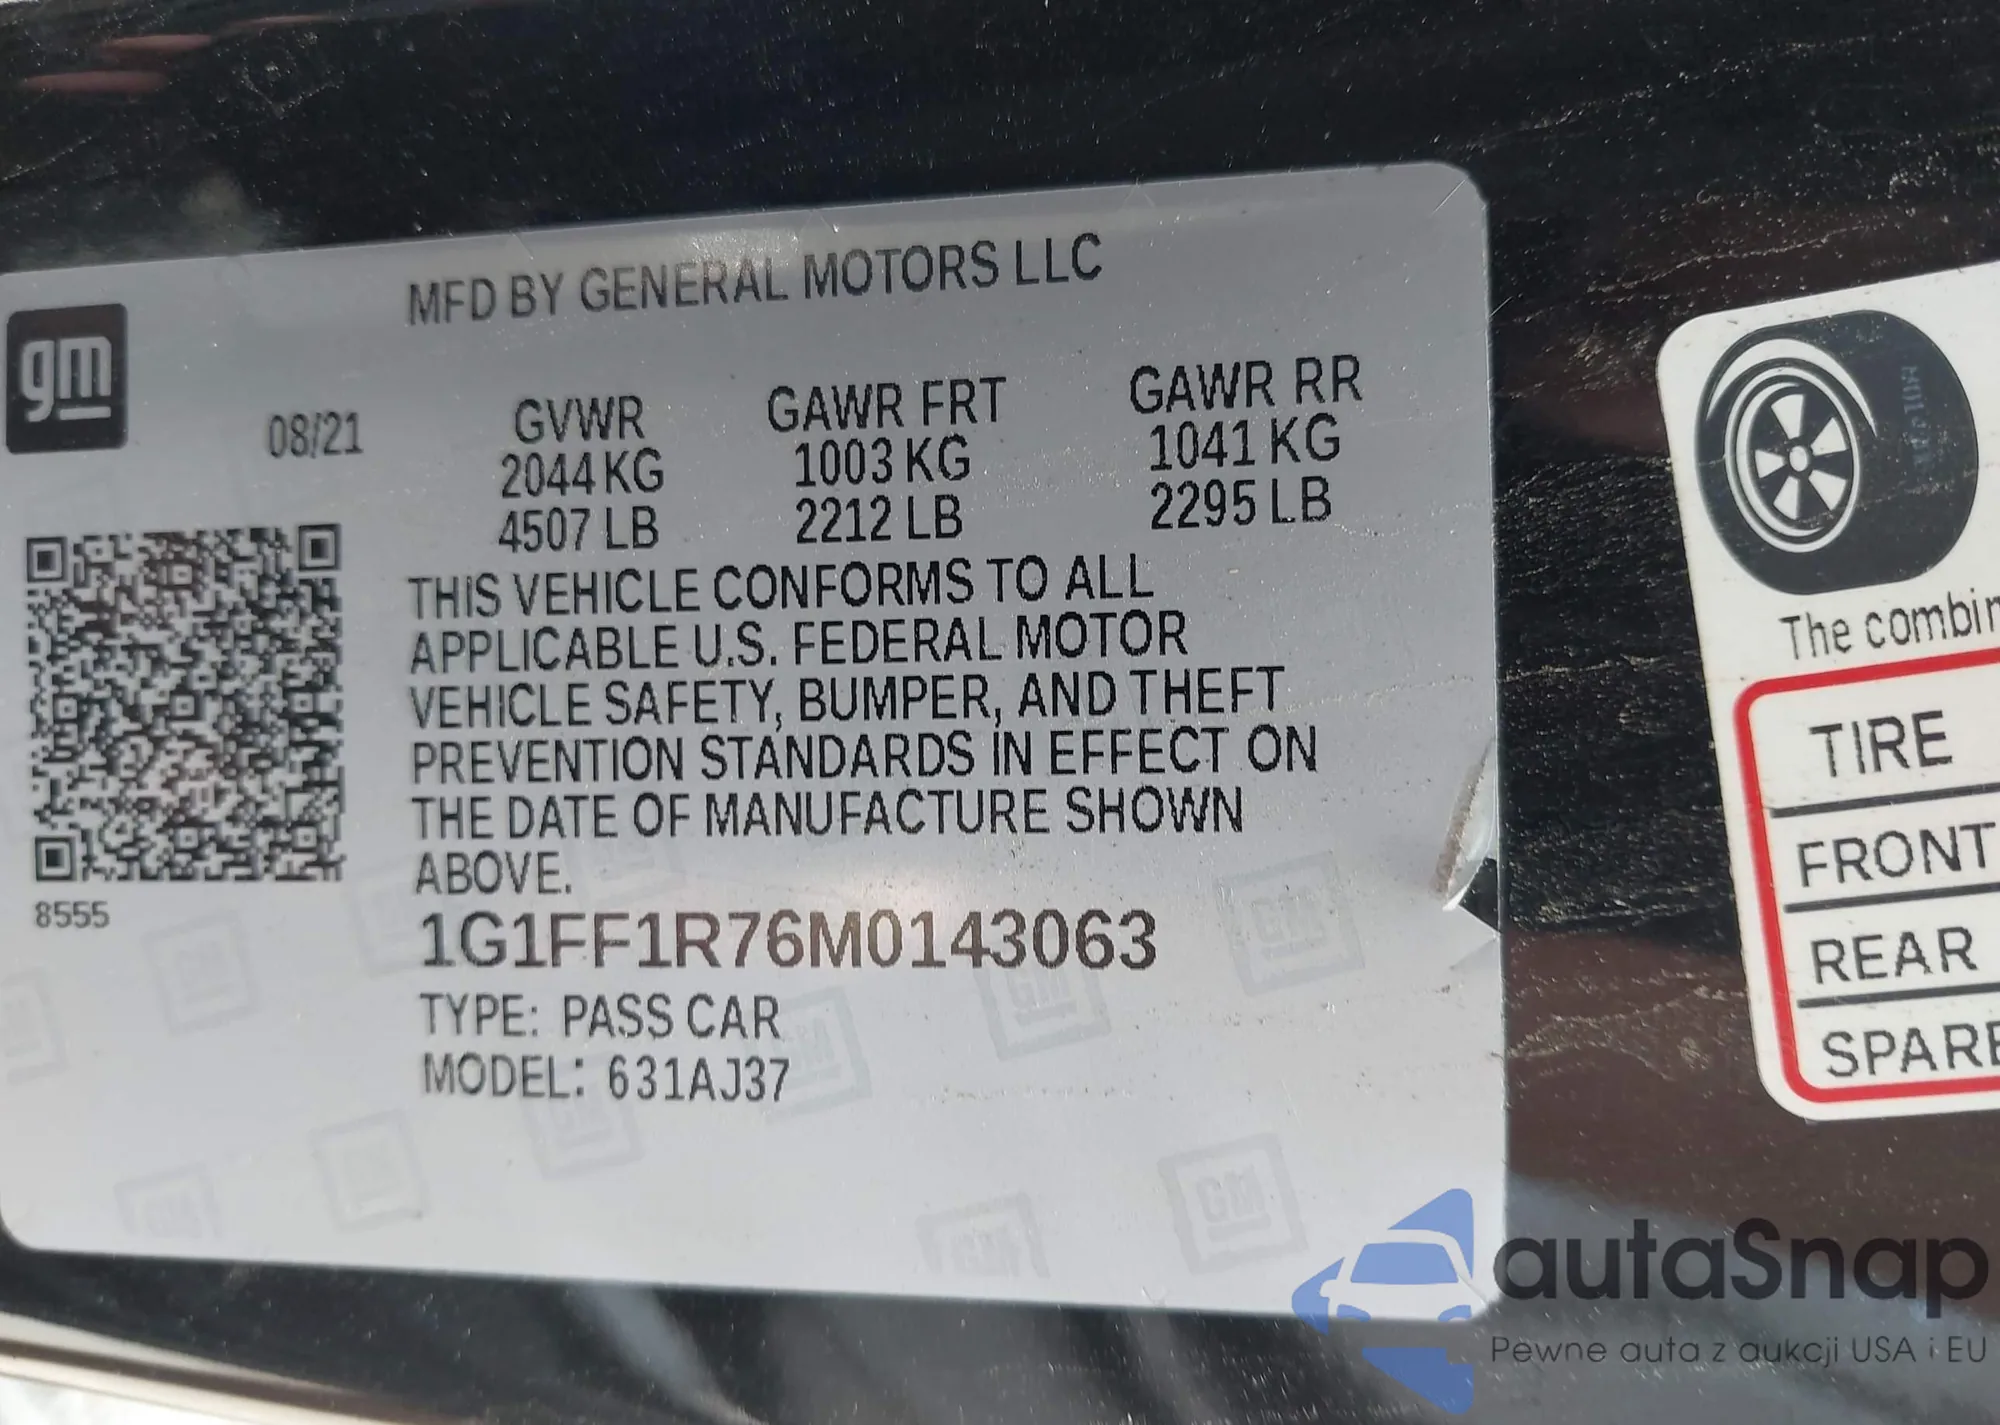 MFD BY GENERAL MOTORS LLC
gm
08/21
GVWR GAWR FRT GAWR RR
2044 KG 1003 KG 1041 KG
4507 LB 2212 LB 2295 LB
THIS VEHICLE CONFORMS TO ALL
APPLICABLE U.S. FEDERAL MOTOR
VEHICLE SAFETY, BUMPER, AND THEFT
PREVENTION STANDARDS IN EFFECT ON
THE DATE OF MANUFACTURE SHOWN
ABOVE.
8555
1G1FF1R76M0143063
TYPE: PASS CAR
MODEL: 631AJ37
The combin
TIRE
FRONT
REAR
SPARE
autaSnap
Pewne auta z aukcji USA i EU